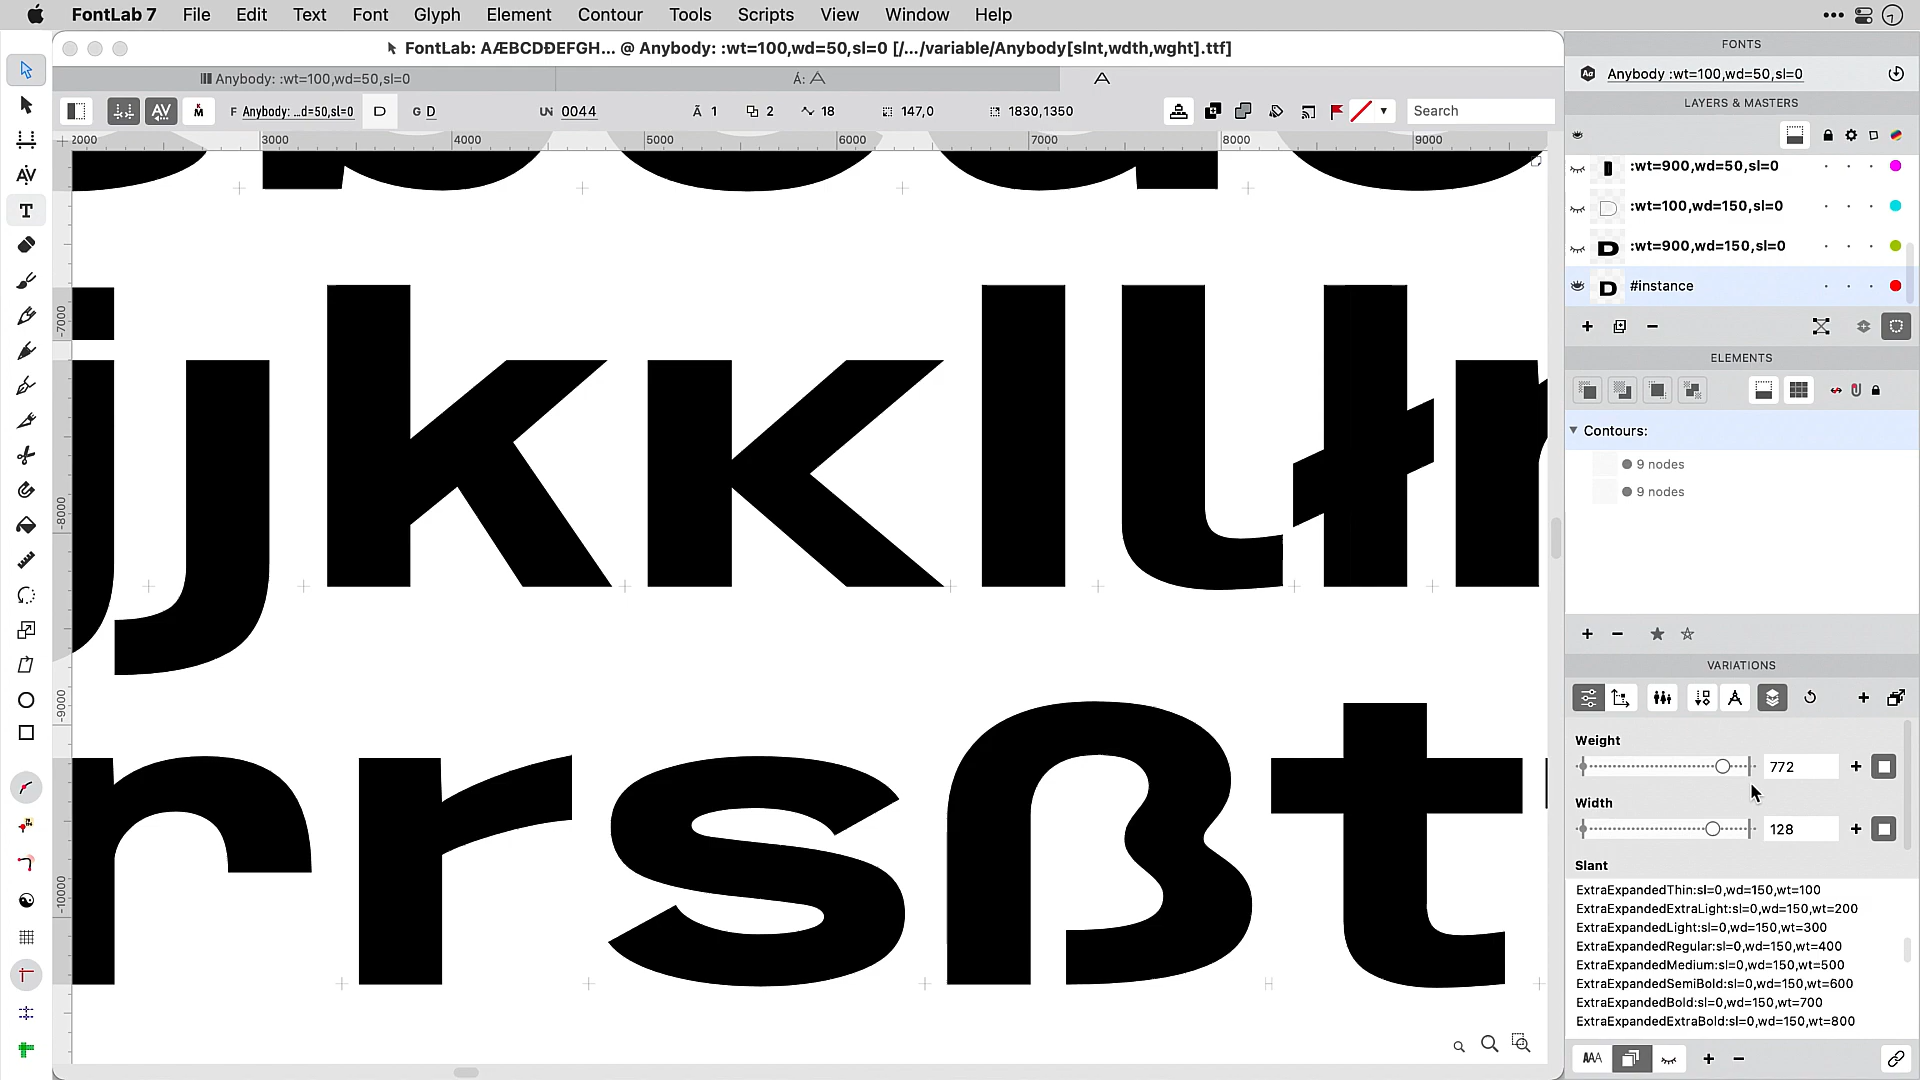 FontLab 7 File Edit Text Font Glyph Element Contour Tools Scripts View Window Help
FontLab: AÆBCDÐEFGH... @ Anybody: :wt=100,wd=50,sl=0 [/.../variable/Anybody[slnt,wdth,wght].ttf]
Anybody: :wt=100,wd=50,sl=0
Á: A
A
F Anybody: ...d=50,sl=0 D G D UN 0044 Ä 1 2 18 147,0 1830,1350 Search
2000 3000 4000 5000 6000 7000 8000 9000
-7000
-8000
-9000
-10000
ȷkĸlƚł
rsßt
FONTS
Anybody :wt=100,wd=50,sl=0
LAYERS & MASTERS
:wt=900,wd=50,sl=0
:wt=100,wd=150,sl=0
:wt=900,wd=150,sl=0
#instance
ELEMENTS
Contours:
9 nodes
9 nodes
VARIATIONS
Weight
772
Width
128
Slant
ExtraExpandedThin:sl=0,wd=150,wt=100
ExtraExpandedExtraLight:sl=0,wd=150,wt=200
ExtraExpandedLight:sl=0,wd=150,wt=300
ExtraExpandedRegular:sl=0,wd=150,wt=400
ExtraExpandedMedium:sl=0,wd=150,wt=500
ExtraExpandedSemiBold:sl=0,wd=150,wt=600
ExtraExpandedBold:sl=0,wd=150,wt=700
ExtraExpandedExtraBold:sl=0,wd=150,wt=800
AAA